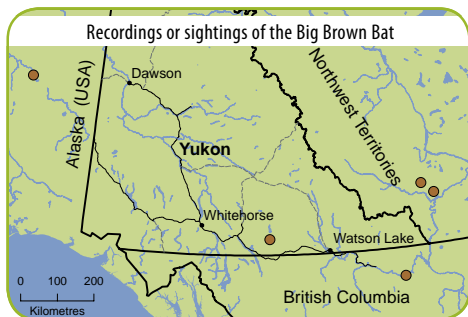 Recordings or sightings of the Big Brown Bat
Dawson
Alaska (USA)
Northwest Territories
Yukon
Whitehorse
Watson Lake
0 100 200
Kilometres
British Columbia